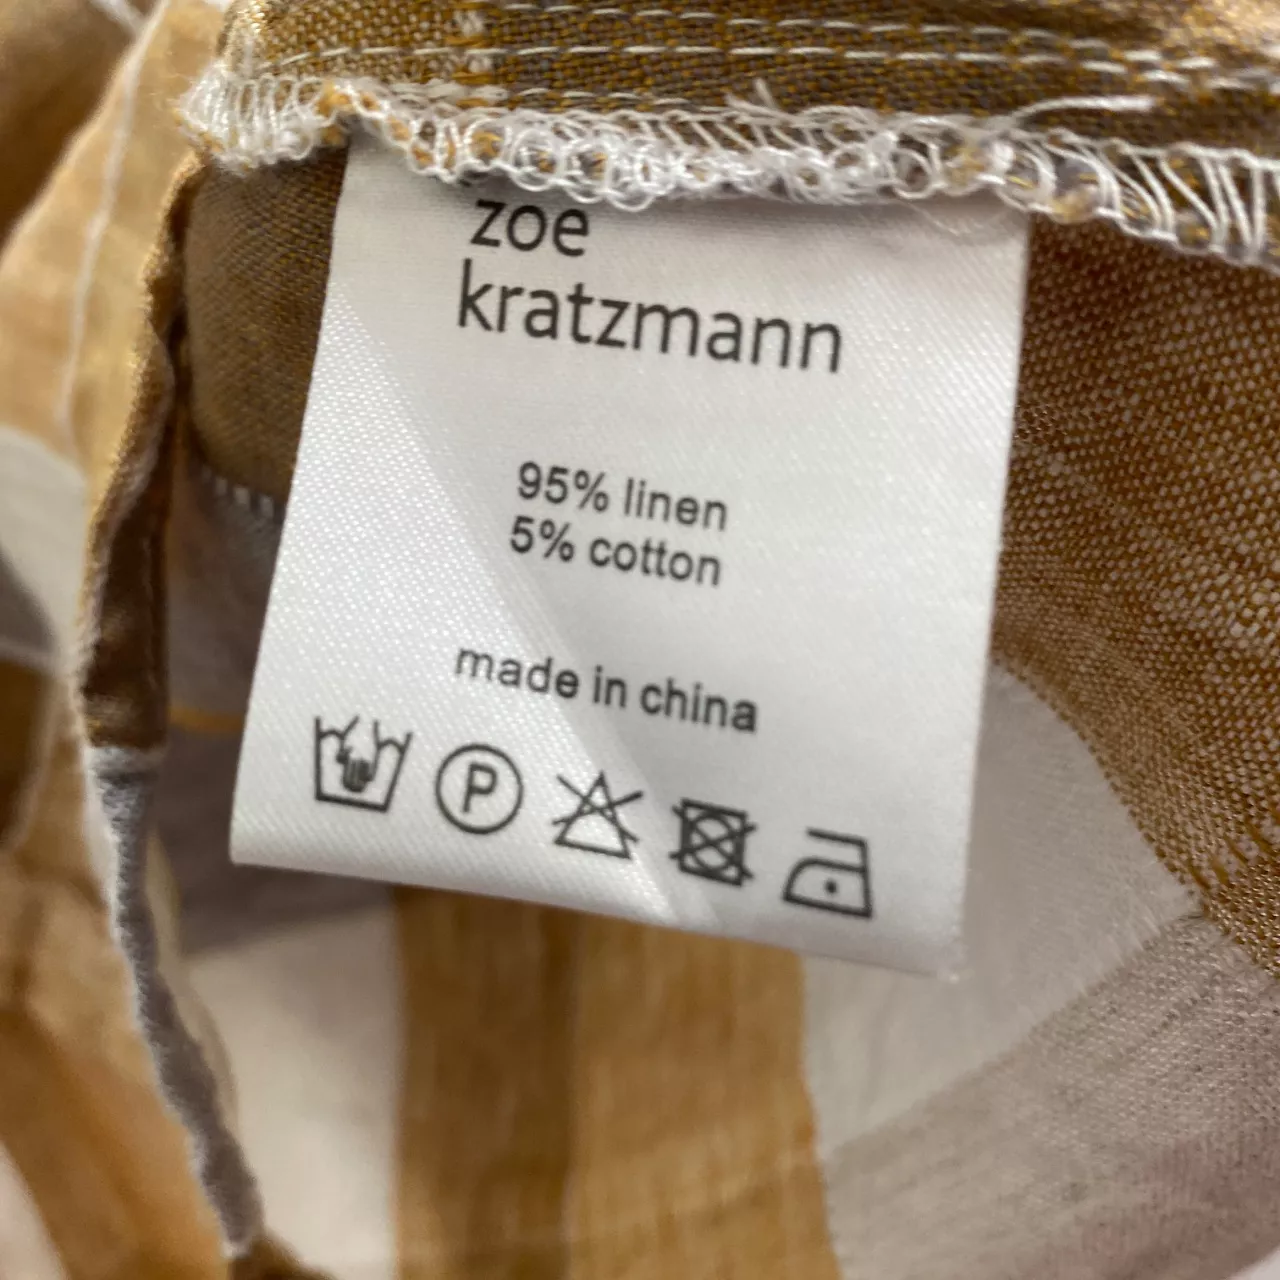 zoe
kratzmann
95% linen
5% cotton
made in china
P